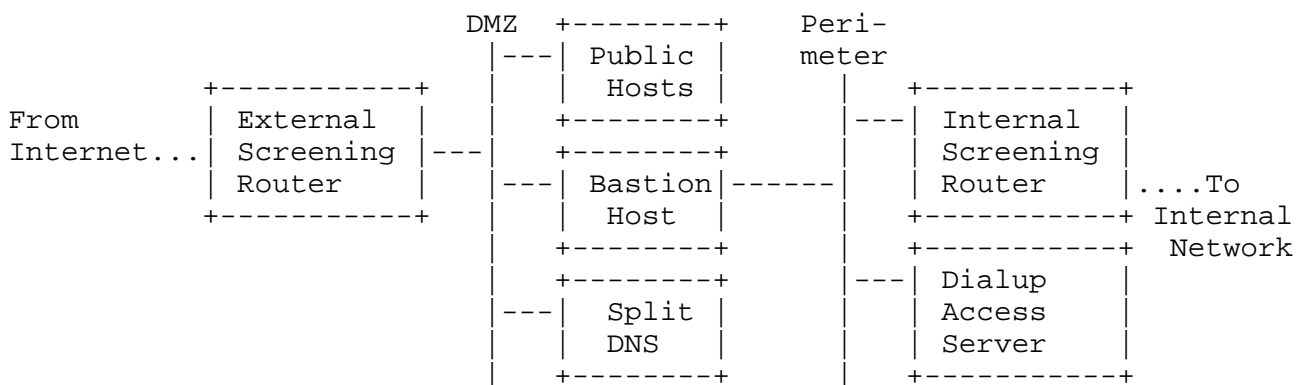 DMZ Peri-
Public meter
Hosts
From External Internal
Internet... Screening Screening
Router Bastion Router ....To
Host Internal
Network
Split Dialup
DNS Access
Server